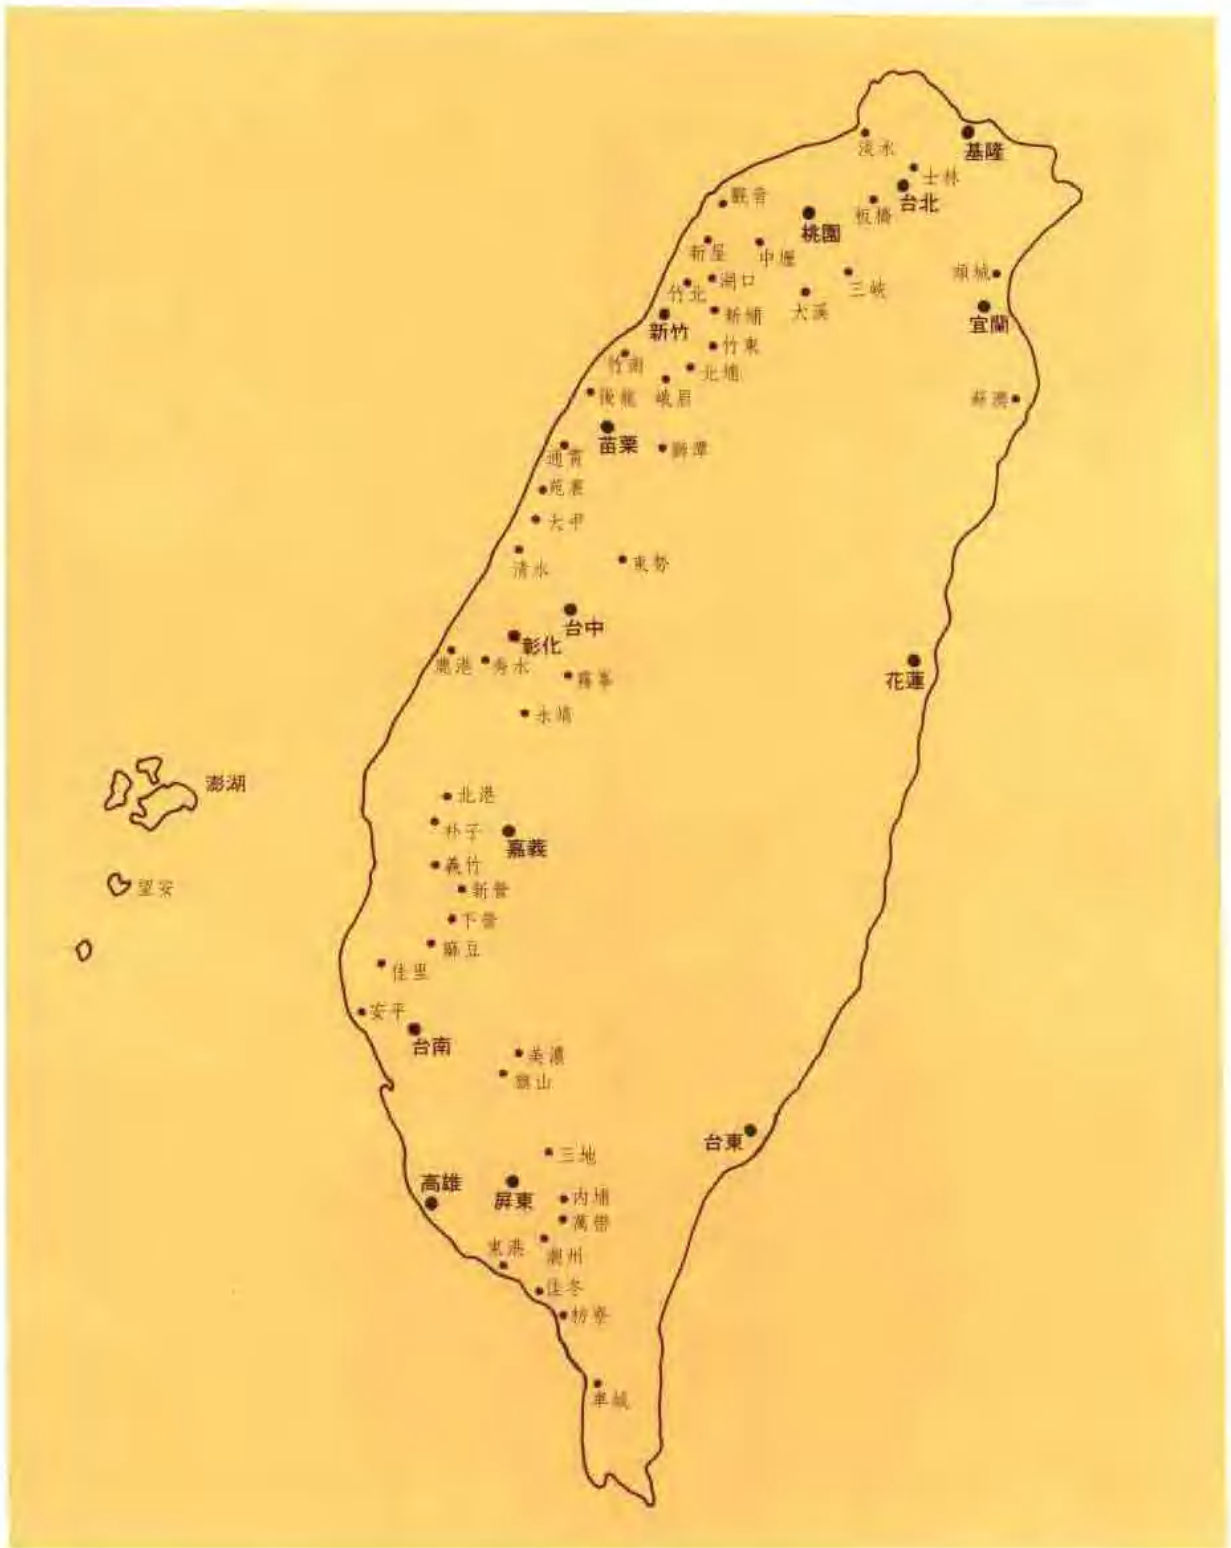 淡水
基隆
士林
台北
板橋
觀音
桃園
新屋
中壢
頭城
三峽
湖口
竹北
大溪
新埔
宜蘭
新竹
竹東
竹南
北埔
後龍
峨眉
蘇澳
苗栗
獅潭
通霄
苑裏
大甲
清水
東勢
台中
彰化
鹿港
秀水
霧峯
花蓮
永靖
澎湖
北港
朴子
嘉義
義竹
望安
新營
下營
麻豆
佳里
安平
台南
美濃
旗山
台東
三地
高雄
屏東
內埔
萬巒
東港
潮州
佳冬
枋寮
車城